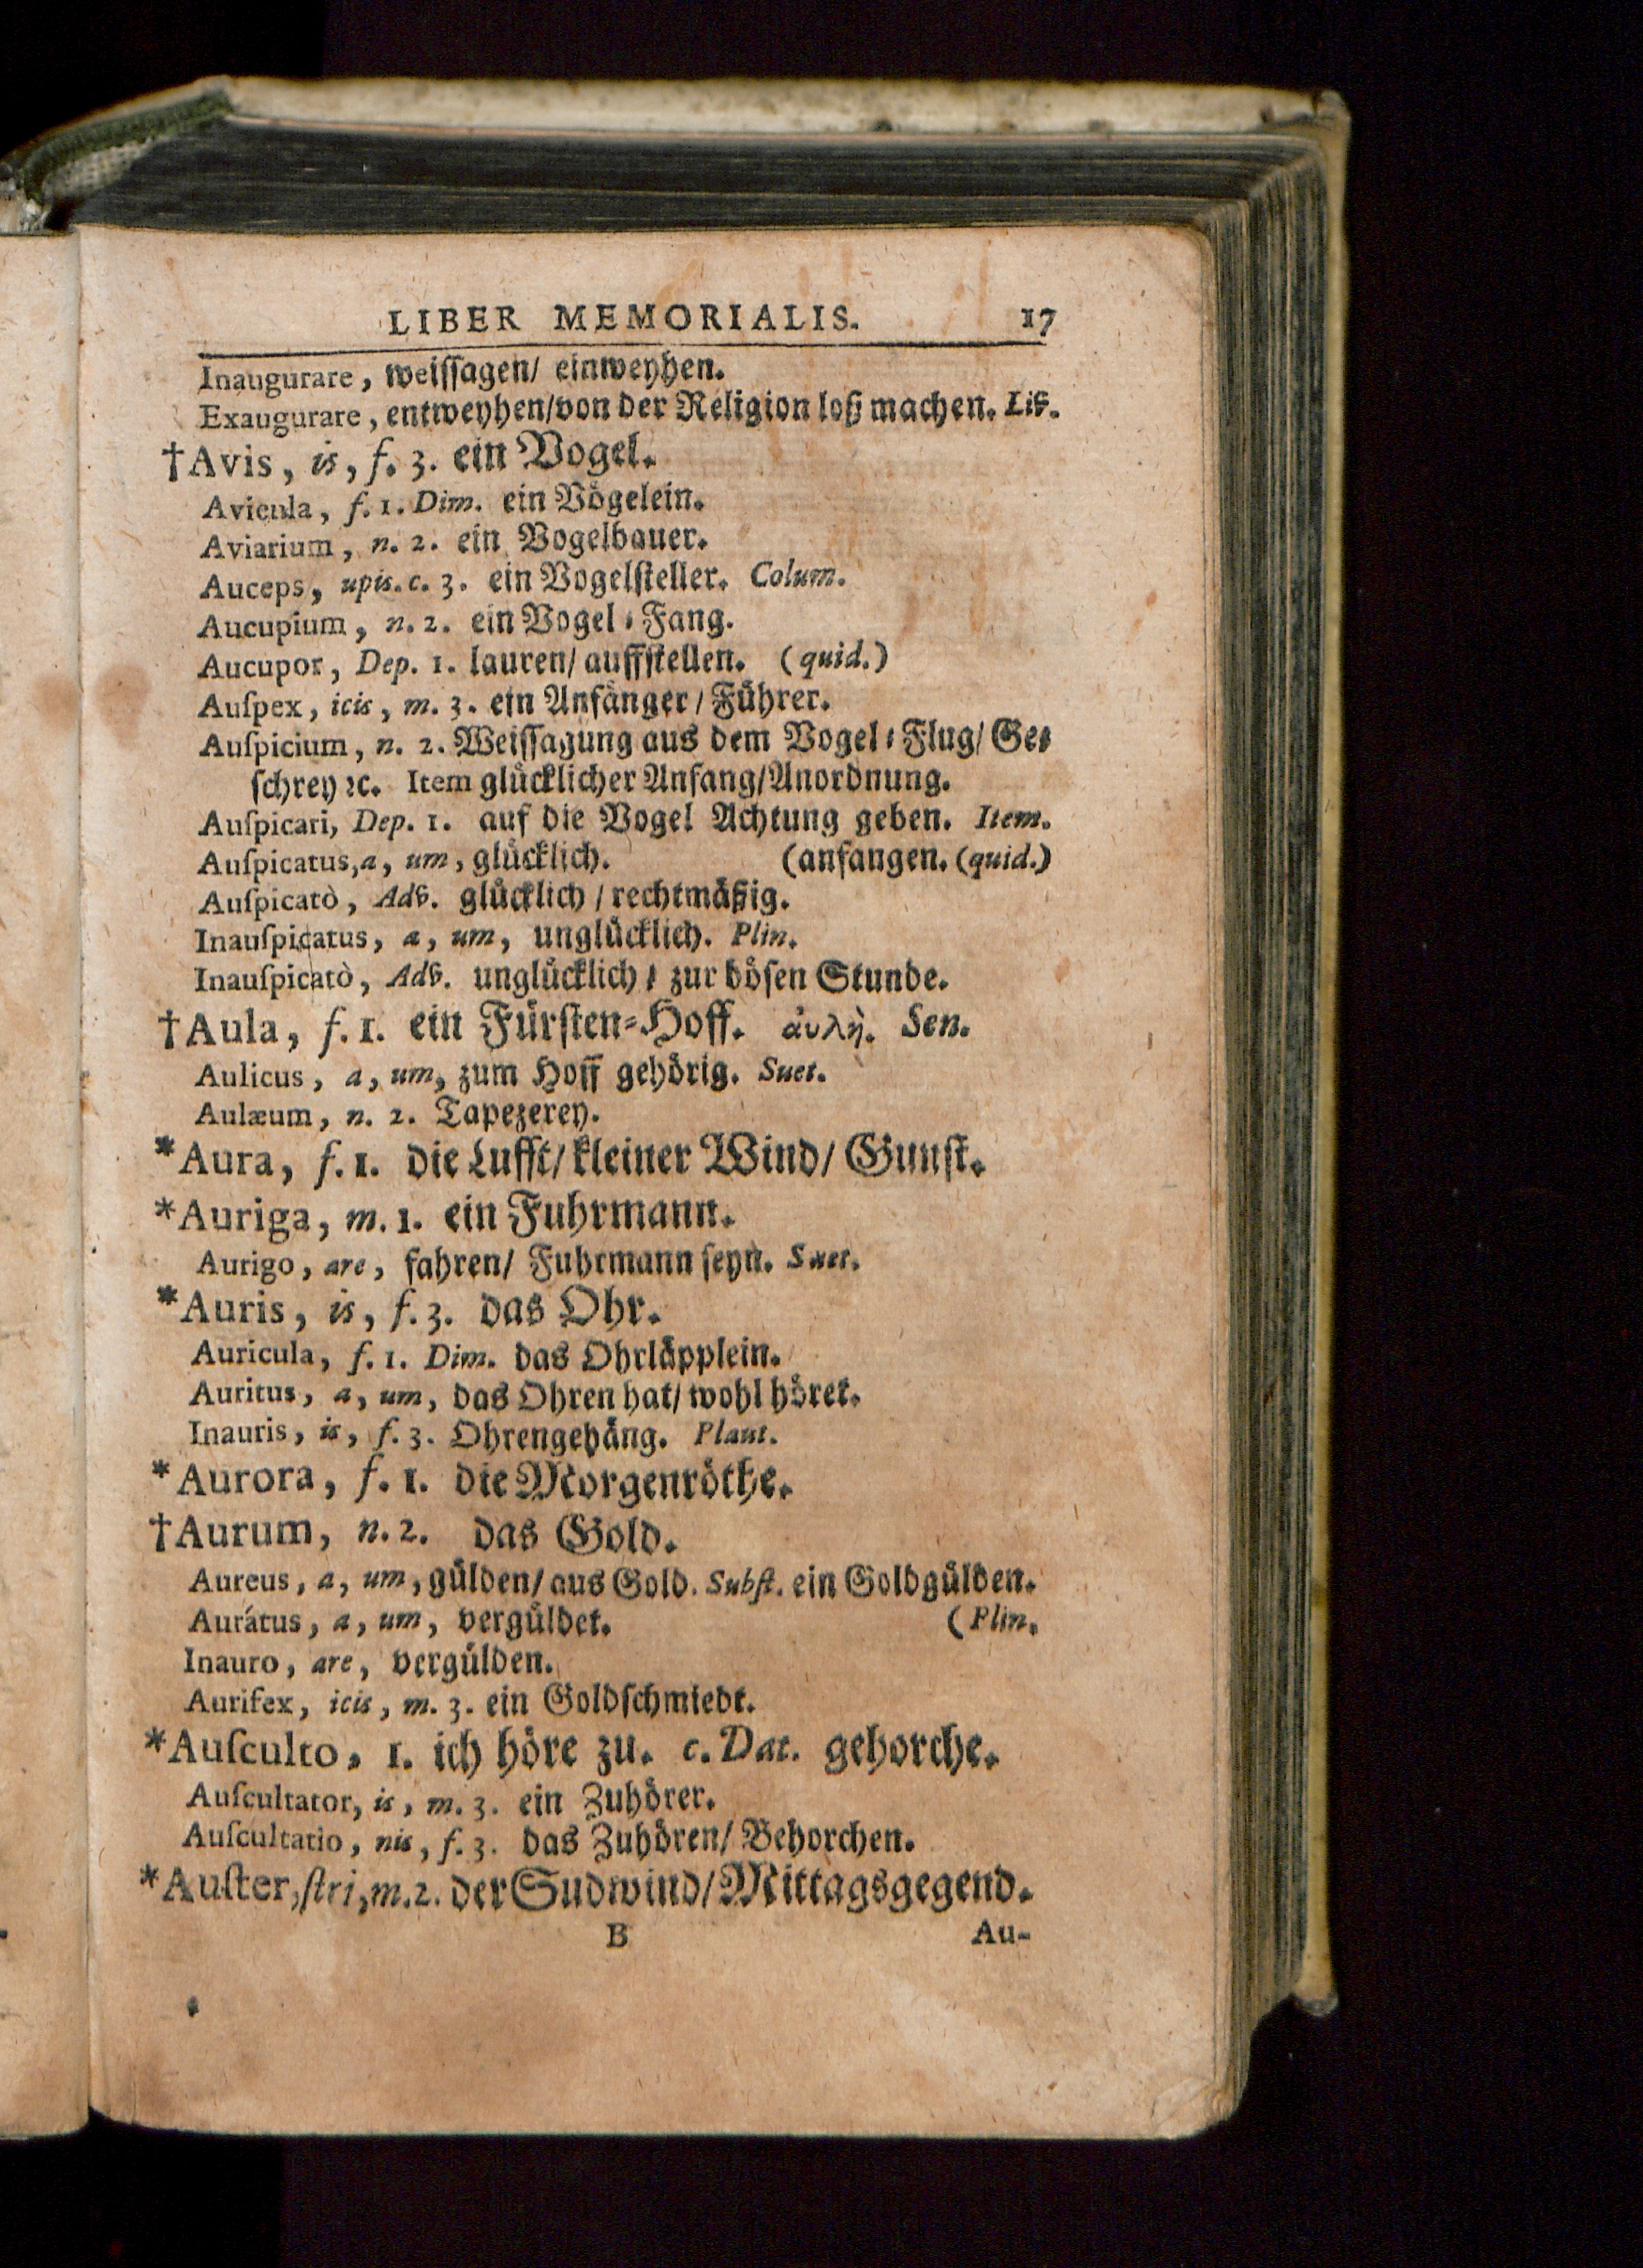 LIBER MEMORIALIS. 17
Inaugurare, weiſſagen/ einweyhen.
Exaugurare, entweyhen/von der Religion loß machen. Liv.
†Avis, is, f. 3. ein Vogel.
Avicula, f. 1. Dim. ein Vögelein.
Aviarium, n. 2. ein Vogelbauer.
Auceps, upis. c. 3. ein Vogelſteller. Colum.
Aucupium, n. 2. ein Vogel-Fang.
Aucupor, Dep. 1. lauren/ auffſtellen. (quid.)
Auſpex, icis, m. 3. ein Anfänger/ Führer.
Auſpicium, n. 2. Weiſſagung aus dem Vogel-Flug/ Ge-
ſchrey ꝛc. Item glücklicher Anfang/Anordnung.
Auſpicari, Dep. 1. auf die Vogel Achtung geben. Item.
Auſpicatus,a, um, glücklich. (anfangen. (quid.)
Auſpicatò, Adv. glücklich/ rechtmäßig.
Inauſpicatus, a, um, unglücklich. Plin.
Inauſpicatò, Adv. unglücklich, zur böſen Stunde.
†Aula, f. 1. ein Fürſten-Hoff. ἀυλὴ. Sen.
Aulicus, a, um, zum Hoff gehörig. Suet.
Aulæum, n. 2. Tapezerey.
*Aura, f. 1. die Lufft/ kleiner Wind/ Gunſt.
*Auriga, m. 1. ein Fuhrmann.
Aurigo, are, fahren/ Fuhrmann ſeyn. Suet.
*Auris, is, f. 3. das Ohr.
Auricula, f. 1. Dim. das Ohrläpplein.
Auritus, a, um, das Ohren hat/ wohl höret.
Inauris, is, f. 3. Ohrengehäng. Plaut.
*Aurora, f. 1. die Morgenröthe.
†Aurum, n. 2. das Gold.
Aureus, a, um, gülden/ aus Gold. Subſt. ein Goldgülden.
Aurátus, a, um, vergüldet. (Plin.
Inauro, are, vergülden.
Aurifex, icis, m. 3. ein Goldſchmiedt.
*Auſculto, 1. ich höre zu. c. Dat. gehorche.
Auſcultator, is, m. 3. ein Zuhörer.
Auſcultatio, nis, f. 3. das Zuhören/ Behorchen.
*Auſter, ſtri, m. 2. der Sudwind/ Mittagsgegend.
B Au-